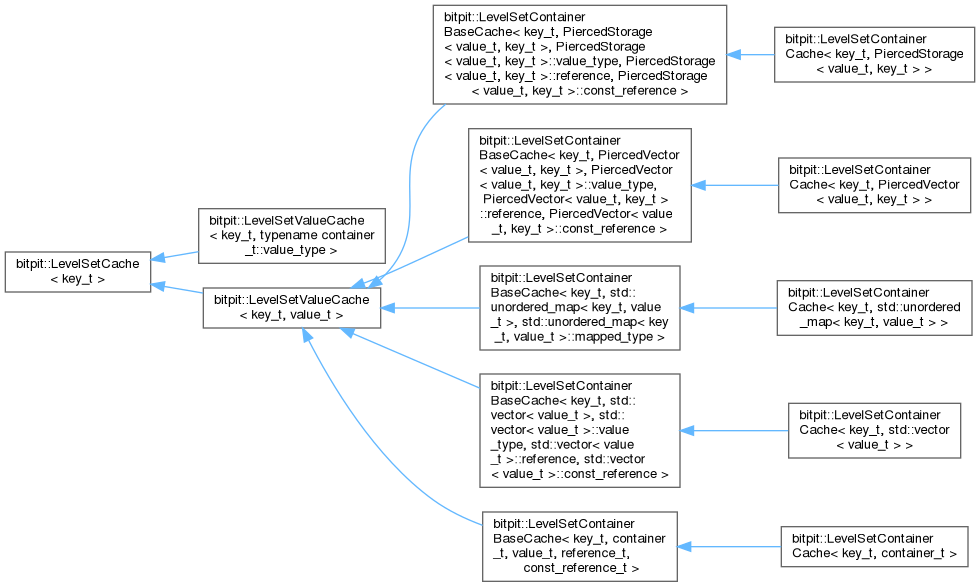 bitpit::LevelSetCache
< key_t >
bitpit::LevelSetValueCache
< key_t, typename container
_t::value_type >
bitpit::LevelSetValueCache
< key_t, value_t >
bitpit::LevelSetContainer
BaseCache< key_t, PiercedStorage
< value_t, key_t >, PiercedStorage
< value_t, key_t >::value_type, PiercedStorage
< value_t, key_t >::reference, PiercedStorage
< value_t, key_t >::const_reference >
bitpit::LevelSetContainer
Cache< key_t, PiercedStorage
< value_t, key_t > >
bitpit::LevelSetContainer
BaseCache< key_t, PiercedVector
< value_t, key_t >, PiercedVector
< value_t, key_t >::value_type,
PiercedVector< value_t, key_t >
::reference, PiercedVector< value
_t, key_t >::const_reference >
bitpit::LevelSetContainer
Cache< key_t, PiercedVector
< value_t, key_t > >
bitpit::LevelSetContainer
BaseCache< key_t, std::
unordered_map< key_t, value
_t >, std::unordered_map< key
_t, value_t >::mapped_type >
bitpit::LevelSetContainer
Cache< key_t, std::unordered
_map< key_t, value_t > >
bitpit::LevelSetContainer
BaseCache< key_t, std::
vector< value_t >, std::
vector< value_t >::value
_type, std::vector< value
_t >::reference, std::vector
< value_t >::const_reference >
bitpit::LevelSetContainer
Cache< key_t, std::vector
< value_t > >
bitpit::LevelSetContainer
BaseCache< key_t, container
_t, value_t, reference_t,
const_reference_t >
bitpit::LevelSetContainer
Cache< key_t, container_t >